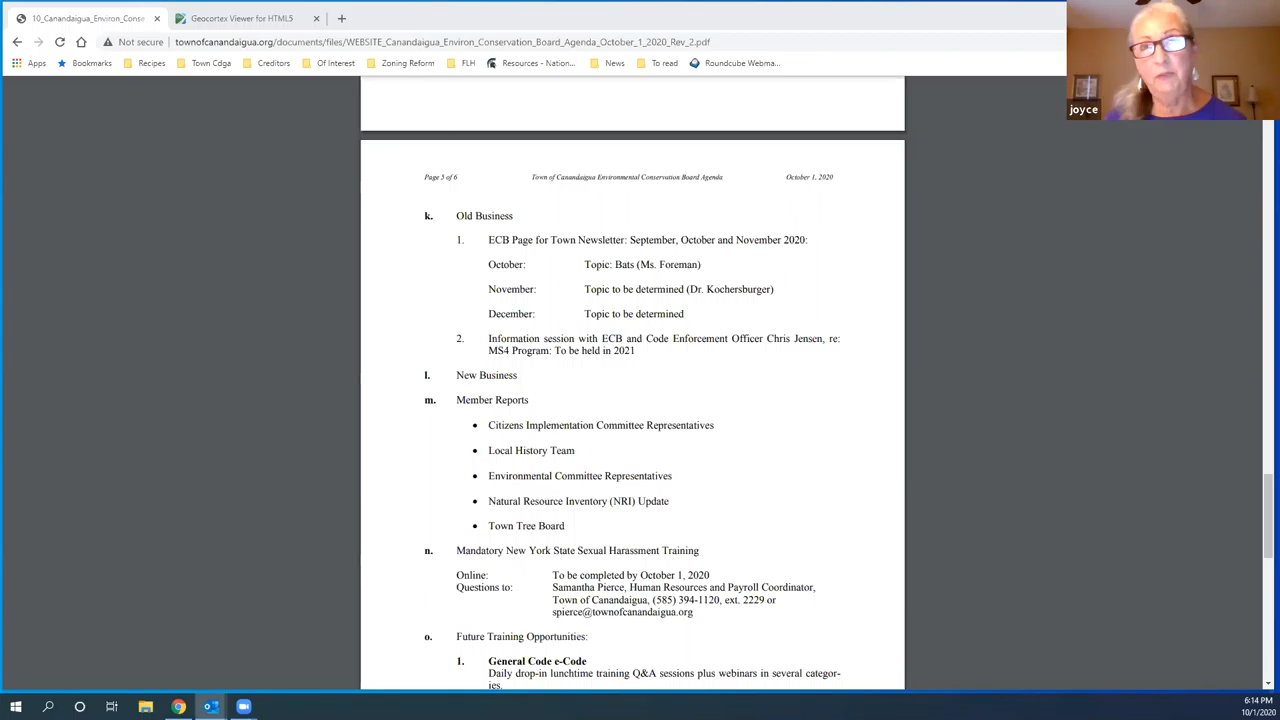 10_Canandaigua_Environ_Conse
Geocortex Viewer for HTML5
Not secure
townofcanandaigua.org/documents/files/WEBSITE_Canandaigua_Environ_Conservation_Board_Agenda_October_1_2020_Rev_2.pdf
Apps Bookmarks Recipes Town Cdga Creditors Of Interest Zoning Reform FLH Resources - Nation... News To read Roundcube Webma...
joyce
Page 5 of 6 Town of Canandaigua Environmental Conservation Board Agenda October 1, 2020
k. Old Business
1. ECB Page for Town Newsletter: September, October and November 2020:
October: Topic: Bats (Ms. Foreman)
November: Topic to be determined (Dr. Kochersburger)
December: Topic to be determined
2. Information session with ECB and Code Enforcement Officer Chris Jensen, re:
MS4 Program: To be held in 2021
l. New Business
m. Member Reports
• Citizens Implementation Committee Representatives
• Local History Team
• Environmental Committee Representatives
• Natural Resource Inventory (NRI) Update
• Town Tree Board
n. Mandatory New York State Sexual Harassment Training
Online: To be completed by October 1, 2020
Questions to: Samantha Pierce, Human Resources and Payroll Coordinator,
Town of Canandaigua, (585) 394-1120, ext. 2229 or
spierce@townofcanandaigua.org
o. Future Training Opportunities:
1. General Code e-Code
Daily drop-in lunchtime training Q&A sessions plus webinars in several categor-
ies.
6:14 PM
10/1/2020